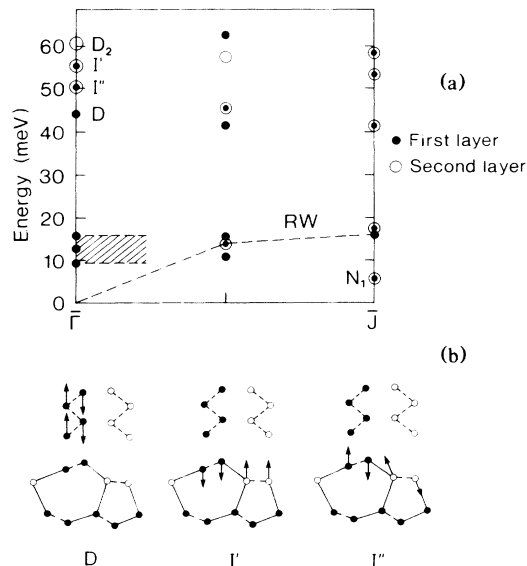 (a)
Energy (meV)
60
50
40
30
20
10
0
D₂
I'
I"
D
RW
N₁
Γ̄
J̄
● First layer
○ Second layer
(b)
D
I'
I"